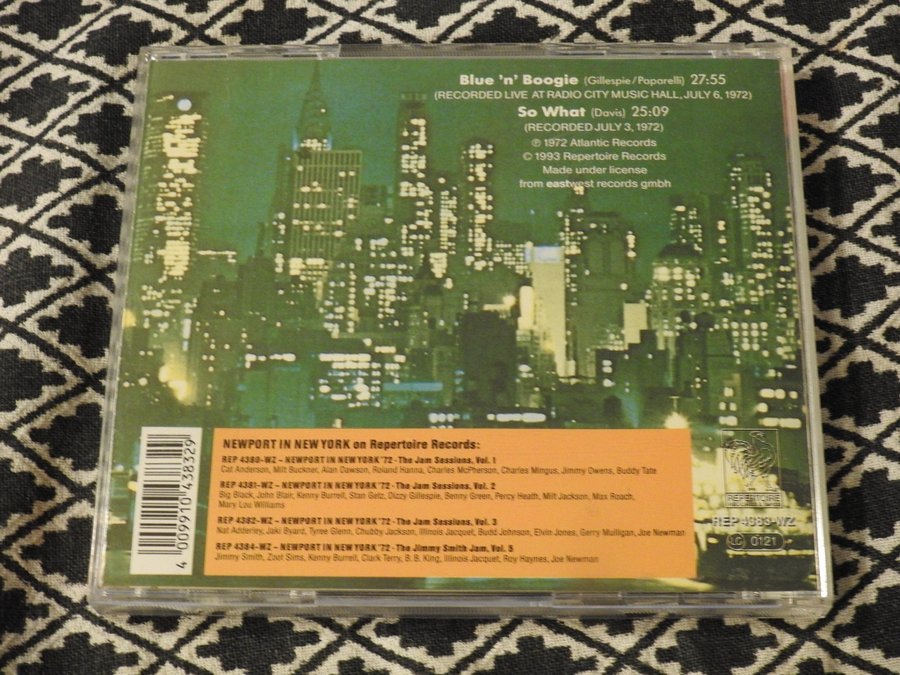 Blue 'n' Boogie (Gillespie/Paparelli) 27:55
(RECORDED LIVE AT RADIO CITY MUSIC HALL, JULY 6, 1972)
So What (Davis) 25:09
(RECORDED JULY 3, 1972)
℗ 1972 Atlantic Records
© 1993 Repertoire Records
Made under license
from eastwest records gmbh
NEWPORT IN NEW YORK on Repertoire Records:
REP 4380-WZ – NEWPORT IN NEW YORK '72 - The Jam Sessions, Vol. 1
Cat Anderson, Milt Buckner, Alan Dawson, Roland Hanna, Charles McPherson, Charles Mingus, Jimmy Owens, Buddy Tate
REP 4381-WZ – NEWPORT IN NEW YORK '72 - The Jam Sessions, Vol. 2
Big Black, John Blair, Kenny Burrell, Stan Getz, Dizzy Gillespie, Benny Green, Percy Heath, Milt Jackson, Max Roach,
Mary Lou Williams
REP 4382-WZ – NEWPORT IN NEW YORK '72 - The Jam Sessions, Vol. 3
Nat Adderley, Jaki Byard, Tyree Glenn, Chubby Jackson, Illinois Jacquet, Budd Johnson, Elvin Jones, Gerry Mulligan, Joe Newman
REP 4384-WZ – NEWPORT IN NEW YORK '72 - The Jimmy Smith Jam, Vol. 5
Jimmy Smith, Zoot Sims, Kenny Burrell, Clark Terry, B. B. King, Illinois Jacquet, Roy Haynes, Joe Newman
4 009910 438329
REPERTOIRE
REP 4383-WZ
LC 0121